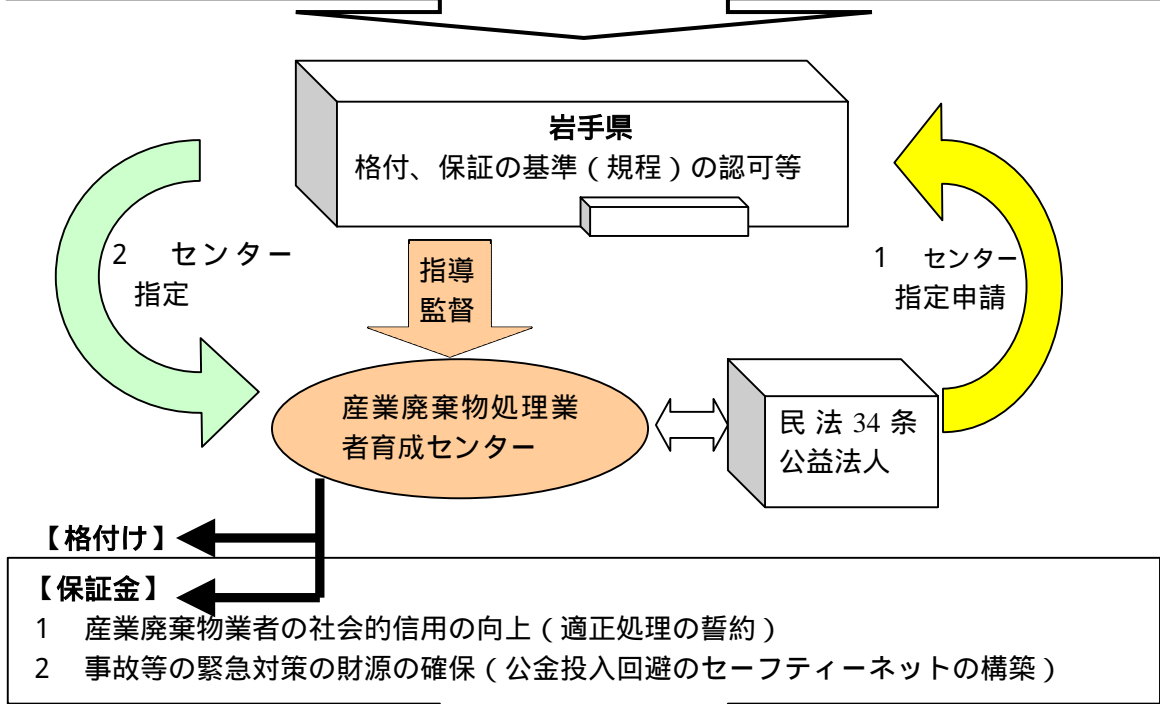 岩手県
格付、保証の基準（規程）の認可等
2　センター
指定
指導
監督
1　センター
指定申請
産業廃棄物処理業
者育成センター
民法 34 条
公益法人
【格付け】
【保証金】
1　産業廃棄物業者の社会的信用の向上（適正処理の誓約）
2　事故等の緊急対策の財源の確保（公金投入回避のセーフティーネットの構築）